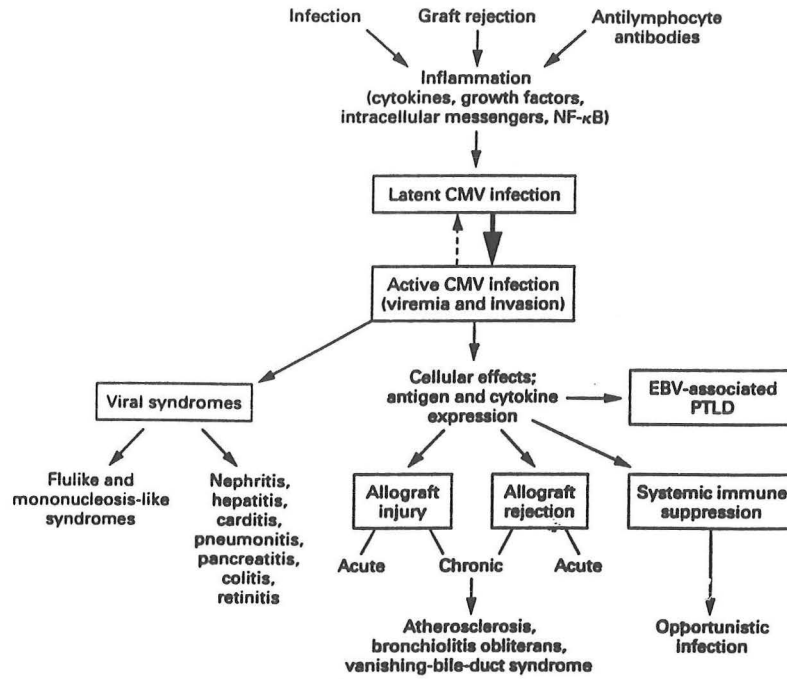 Infection
Graft rejection
Antilymphocyte
antibodies
Inflammation
(cytokines, growth factors,
intracellular messengers, NF-κB)
Latent CMV infection
Active CMV infection
(viremia and invasion)
Viral syndromes
Cellular effects;
antigen and cytokine
expression
EBV-associated
PTLD
Flulike and
mononucleosis-like
syndromes
Nephritis,
hepatitis,
carditis,
pneumonitis,
pancreatitis,
colitis,
retinitis
Allograft
injury
Allograft
rejection
Systemic immune
suppression
Acute
Chronic
Acute
Atherosclerosis,
bronchiolitis obliterans,
vanishing-bile-duct syndrome
Opportunistic
infection